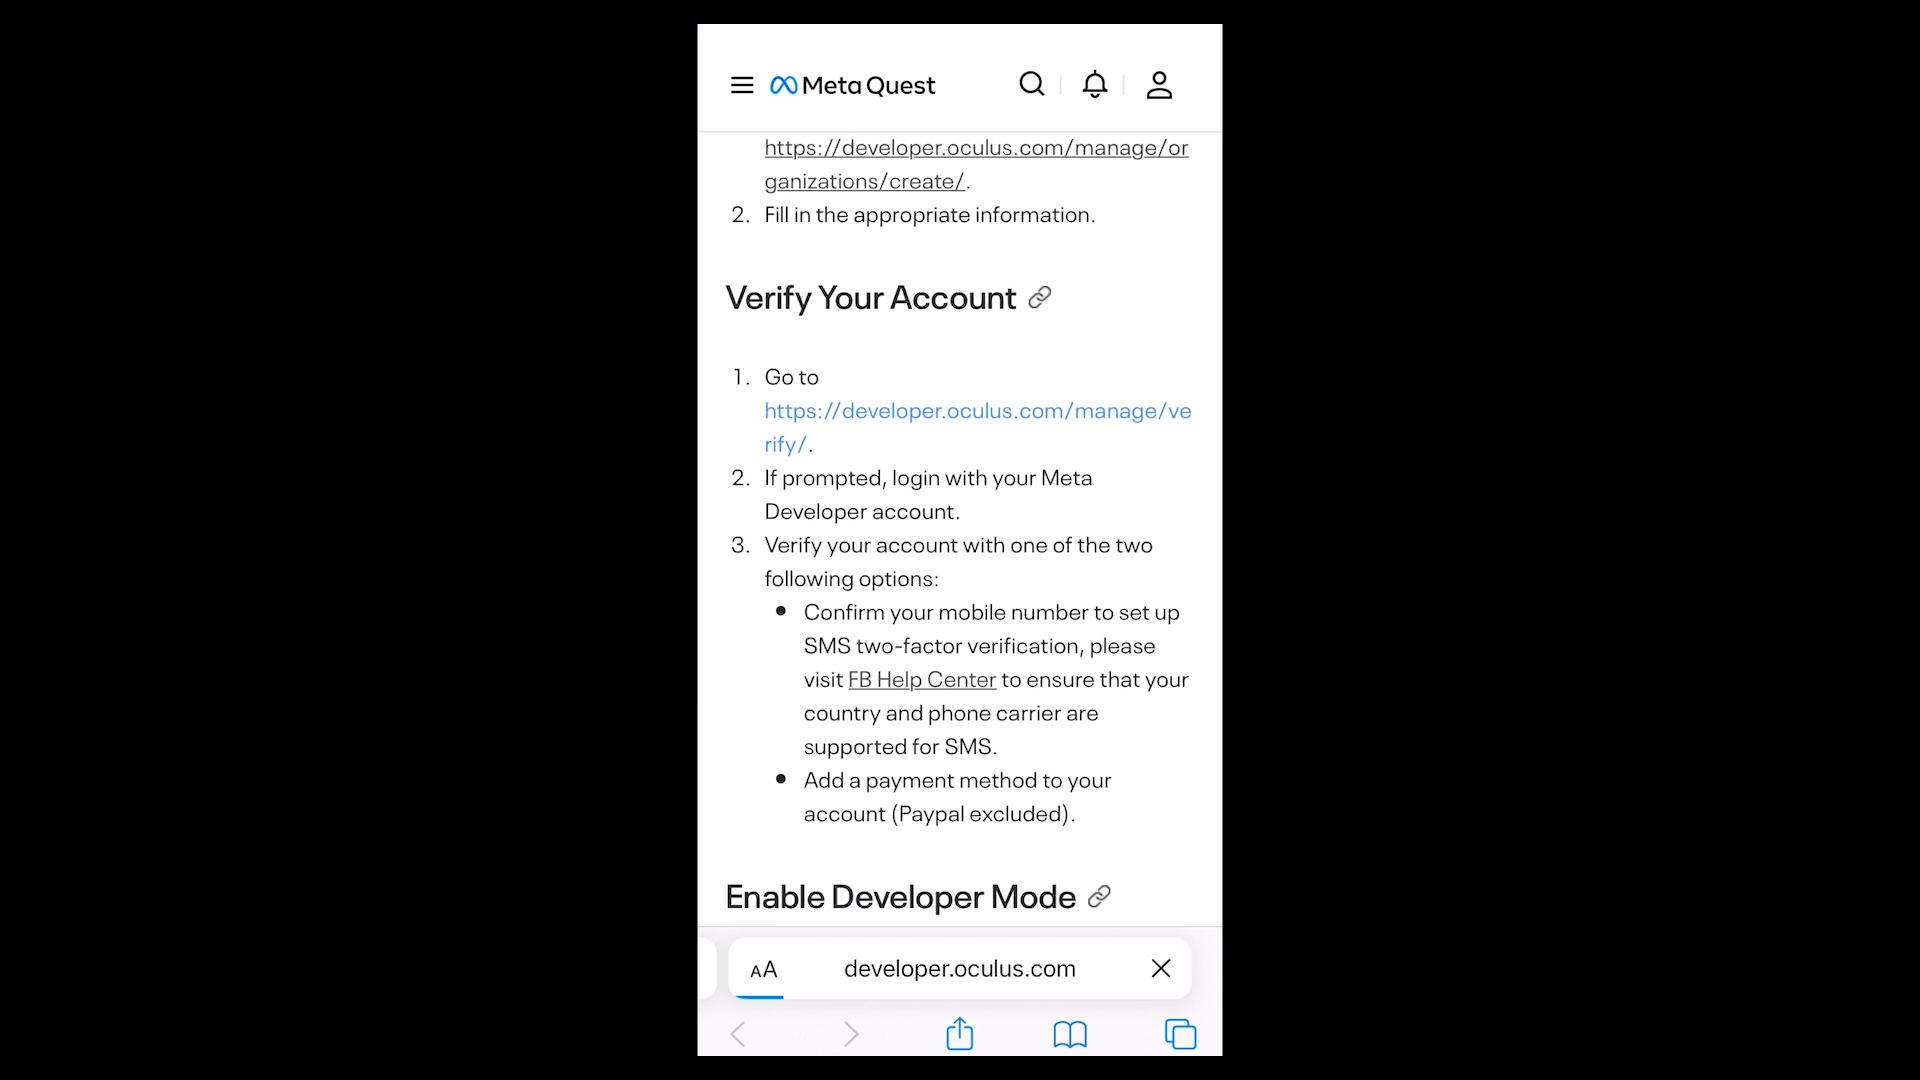 Meta Quest
https://developer.oculus.com/manage/or
ganizations/create/.
2. Fill in the appropriate information.
Verify Your Account
1. Go to
https://developer.oculus.com/manage/ve
rify/.
2. If prompted, login with your Meta
Developer account.
3. Verify your account with one of the two
following options:
• Confirm your mobile number to set up
SMS two-factor verification, please
visit FB Help Center to ensure that your
country and phone carrier are
supported for SMS.
• Add a payment method to your
account (Paypal excluded).
Enable Developer Mode
AA developer.oculus.com